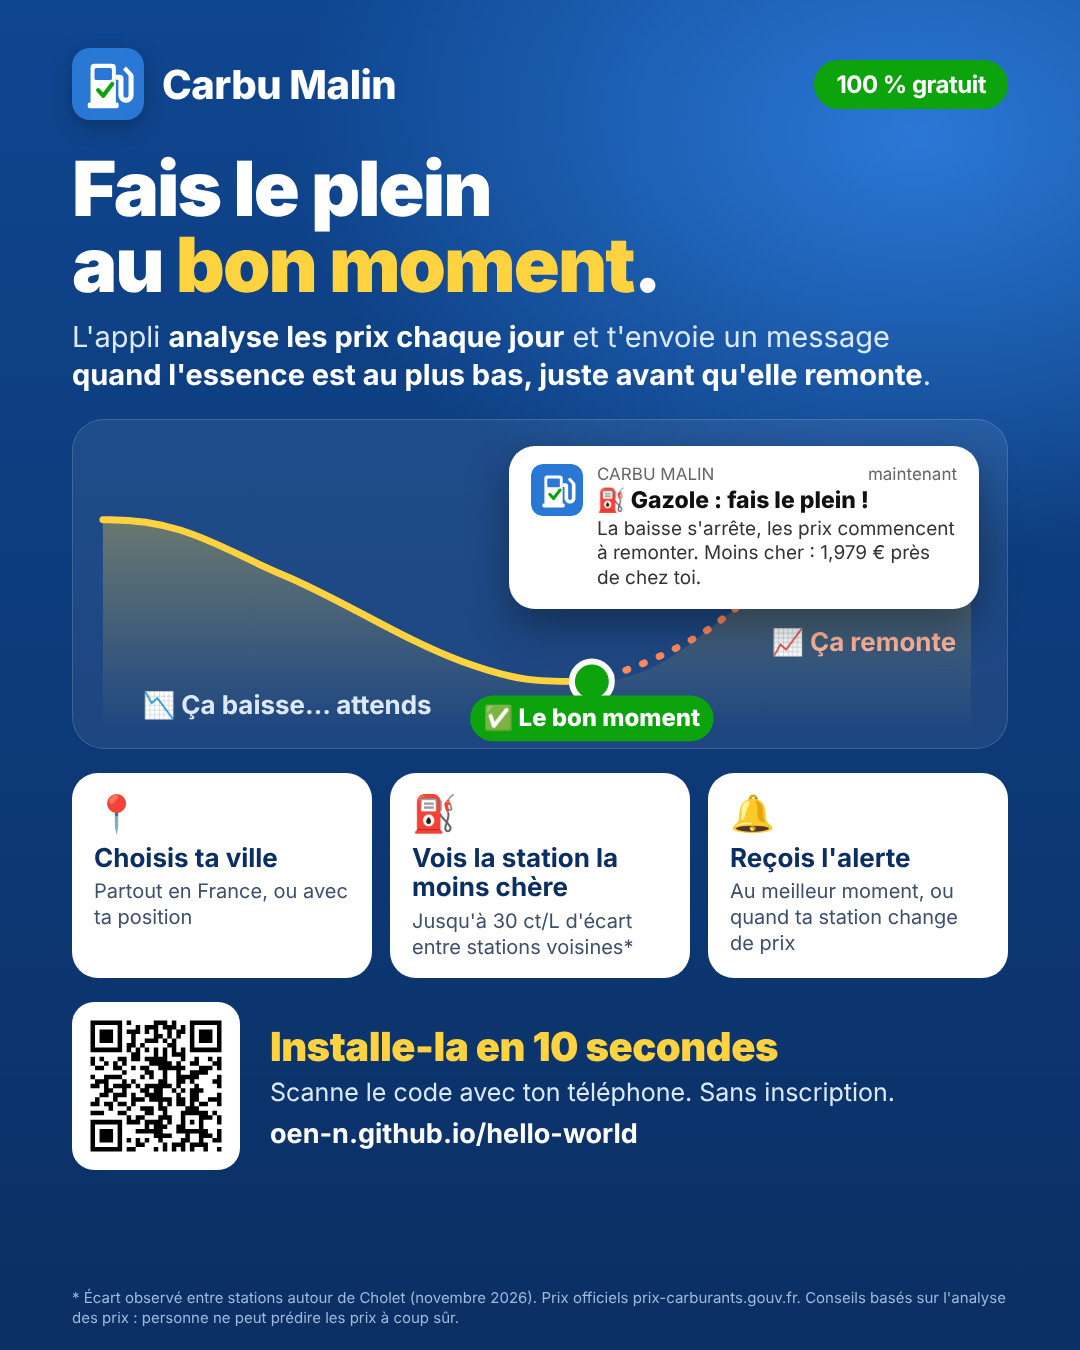 Carbu Malin
100 % gratuit
Fais le plein
au bon moment.
L'appli analyse les prix chaque jour et t'envoie un message
quand l'essence est au plus bas, juste avant qu'elle remonte.
CARBU MALIN
maintenant
⛽ Gazole : fais le plein !
La baisse s'arrête, les prix commencent
à remonter. Moins cher : 1,979 € près
de chez toi.
📈 Ça remonte
📉 Ça baisse... attends
✅ Le bon moment
📍
Choisis ta ville
Partout en France, ou avec
ta position
⛽
Vois la station la
moins chère
Jusqu'à 30 ct/L d'écart
entre stations voisines*
🔔
Reçois l'alerte
Au meilleur moment, ou
quand ta station change
de prix
Installe-la en 10 secondes
Scanne le code avec ton téléphone. Sans inscription.
oen-n.github.io/hello-world
* Écart observé entre stations autour de Cholet (novembre 2026). Prix officiels prix-carburants.gouv.fr. Conseils basés sur l'analyse
des prix : personne ne peut prédire les prix à coup sûr.